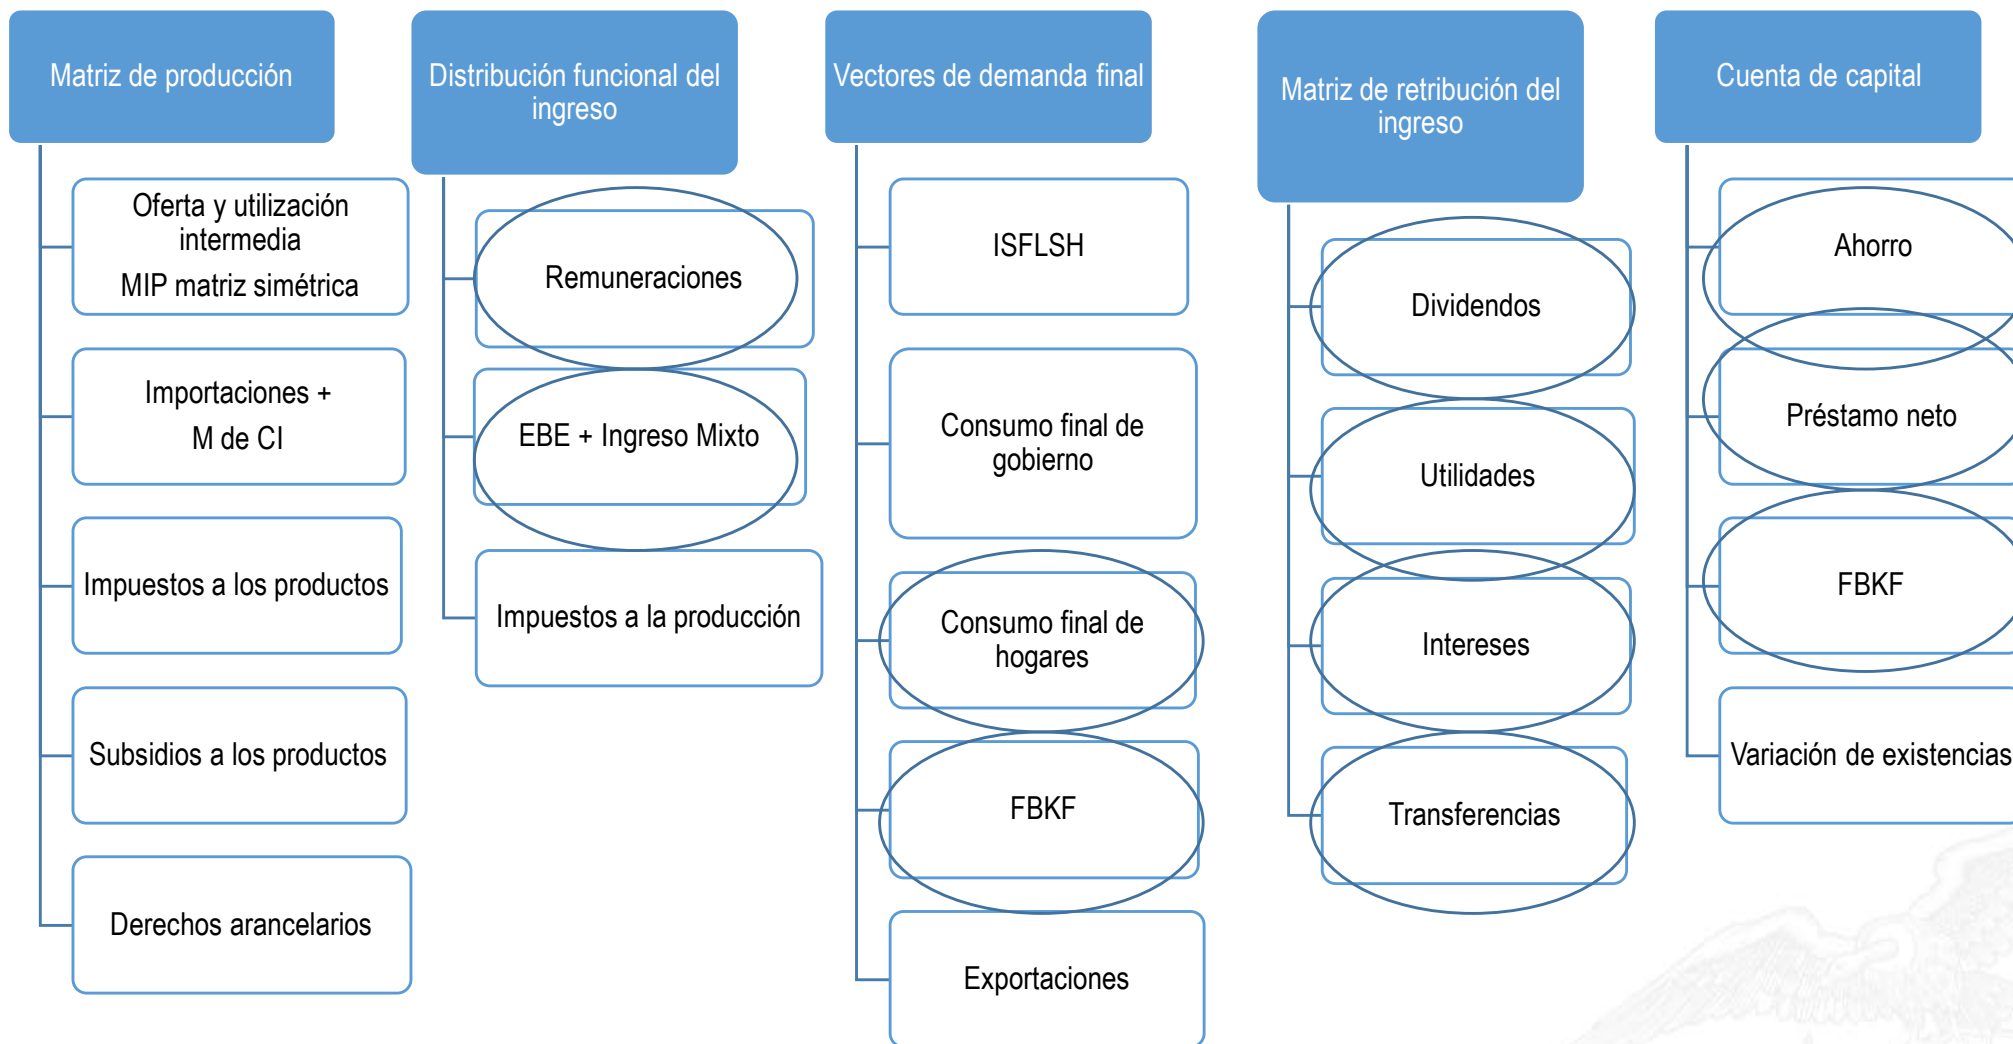 Matriz de producción
Oferta y utilización
intermedia
MIP matriz simétrica
Importaciones +
M de CI
Impuestos a los productos
Subsidios a los productos
Derechos arancelarios
Distribución funcional del
ingreso
Remuneraciones
EBE + Ingreso Mixto
Impuestos a la producción
Vectores de demanda final
ISFLSH
Consumo final de
gobierno
Consumo final de
hogares
FBKF
Exportaciones
Matriz de retribución del
ingreso
Dividendos
Utilidades
Intereses
Transferencias
Cuenta de capital
Ahorro
Préstamo neto
FBKF
Variación de existencias